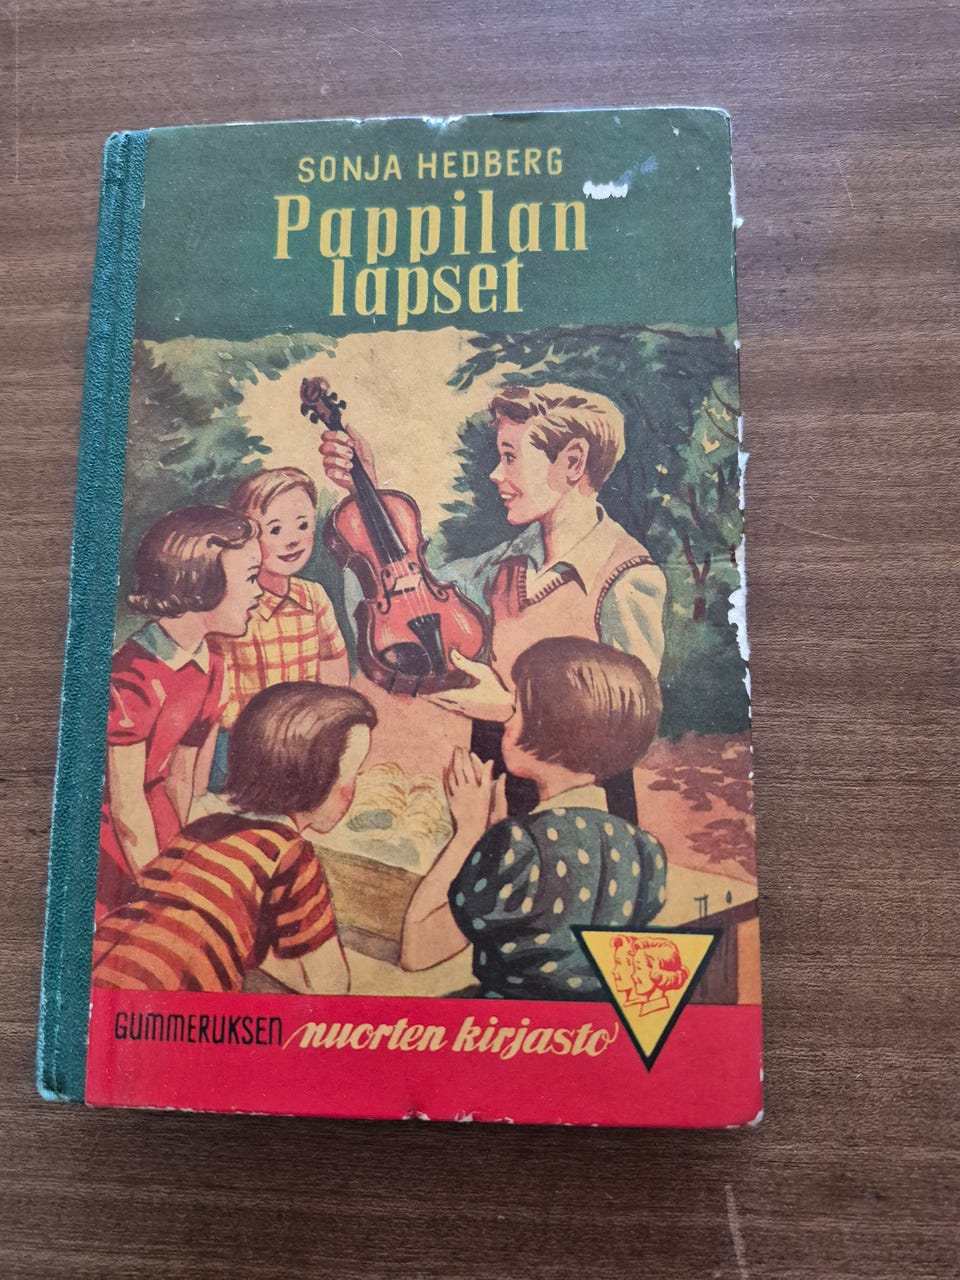 SONJA HEDBERG
Pappilan
lapset
GUMMERUKSEN nuorten kirjasto